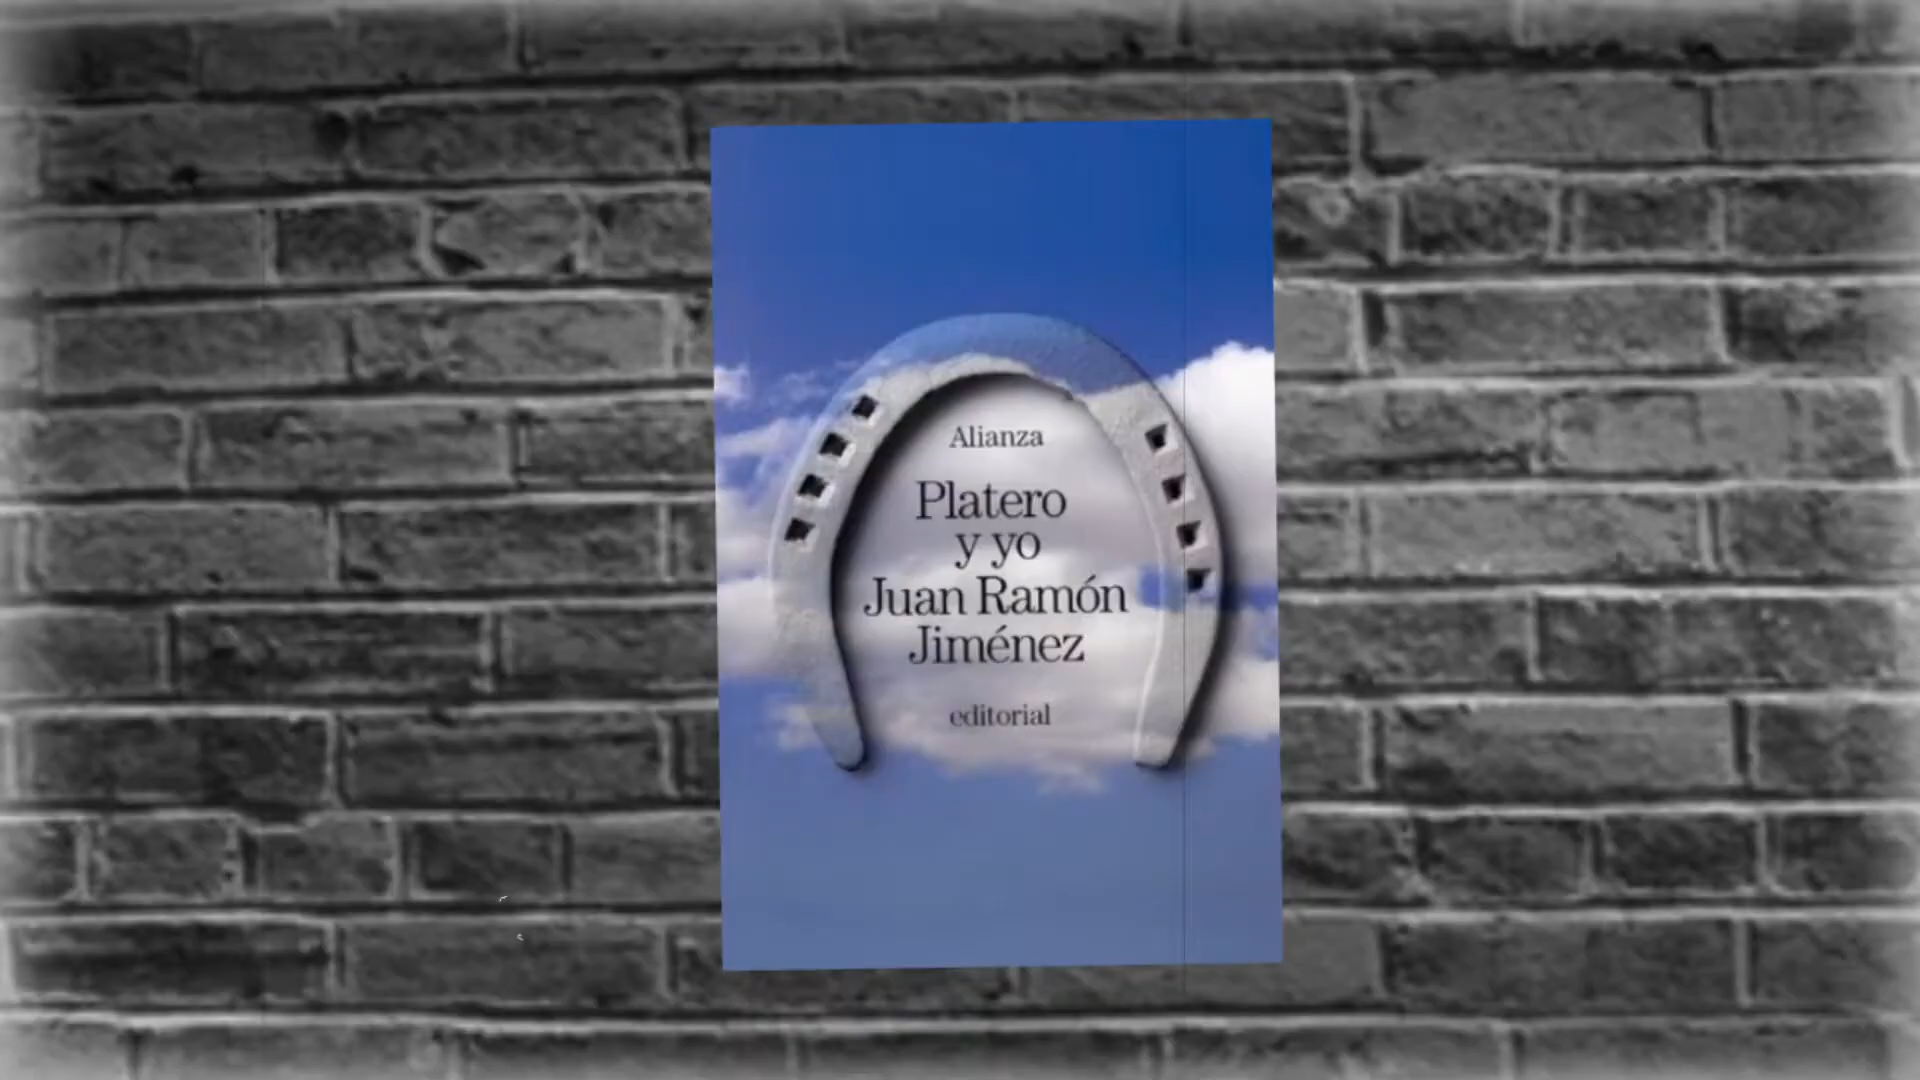 Alianza
Platero
y yo
Juan Ramón
Jiménez
editorial